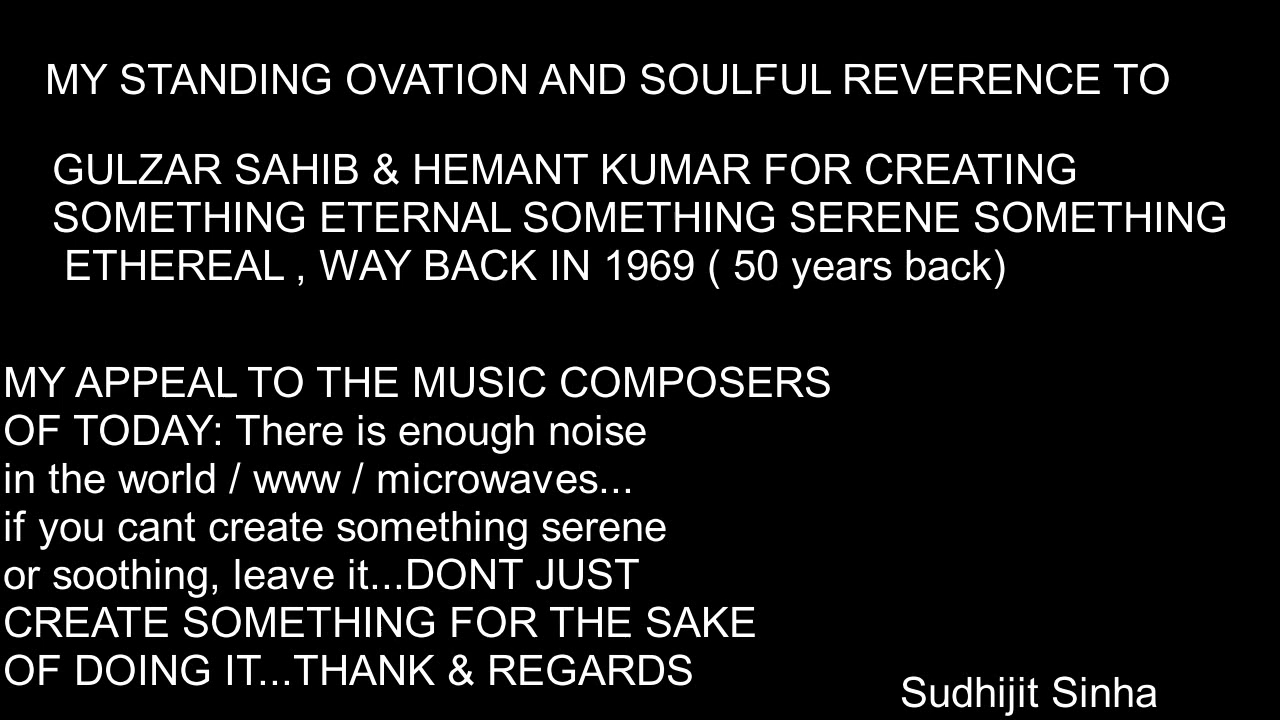 MY STANDING OVATION AND SOULFUL REVERENCE TO
GULZAR SAHIB & HEMANT KUMAR FOR CREATING
SOMETHING ETERNAL SOMETHING SERENE SOMETHING
ETHEREAL , WAY BACK IN 1969 ( 50 years back)
MY APPEAL TO THE MUSIC COMPOSERS
OF TODAY: There is enough noise
in the world / www / microwaves...
if you cant create something serene
or soothing, leave it...DONT JUST
CREATE SOMETHING FOR THE SAKE
OF DOING IT...THANK & REGARDS
Sudhijit Sinha